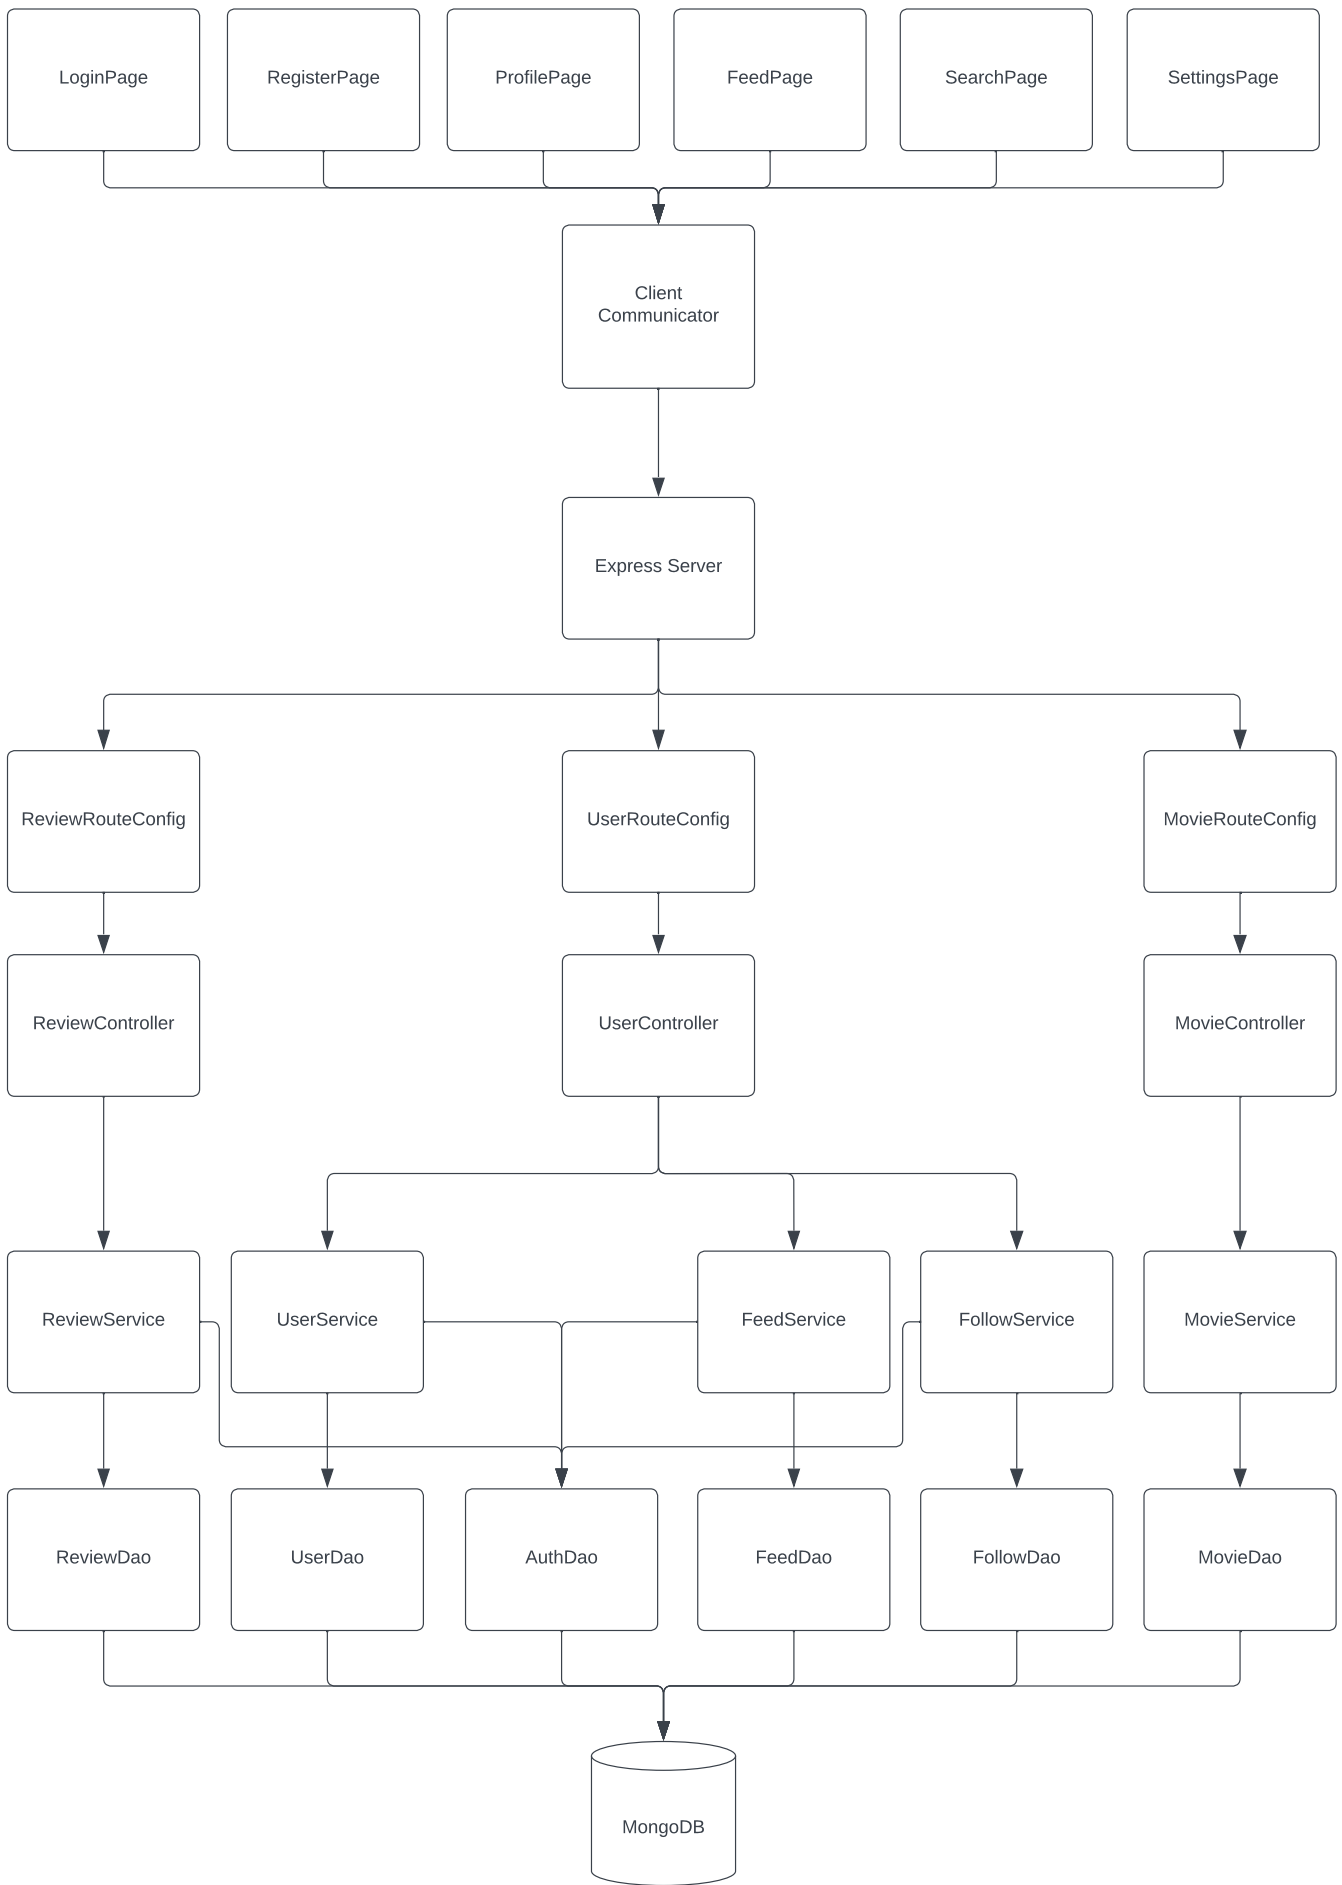 LoginPage
RegisterPage
ProfilePage
FeedPage
SearchPage
SettingsPage
Client
Communicator
Express Server
ReviewRouteConfig
UserRouteConfig
MovieRouteConfig
ReviewController
UserController
MovieController
ReviewService
UserService
FeedService
FollowService
MovieService
ReviewDao
UserDao
AuthDao
FeedDao
FollowDao
MovieDao
MongoDB